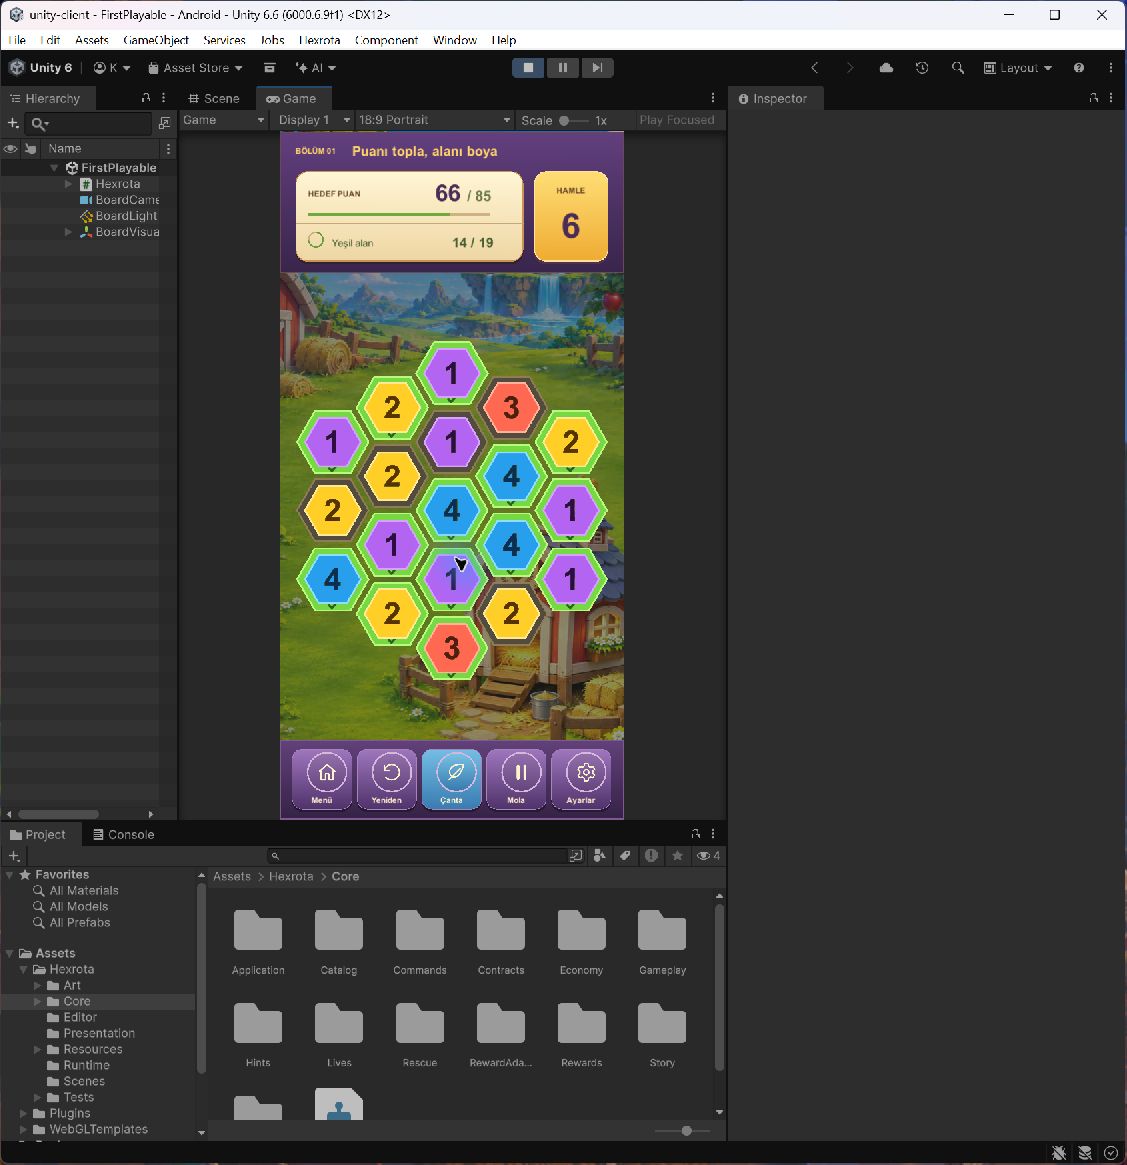 unity-client - FirstPlayable - Android - Unity 6.6 (6000.6.9f1) <DX12>
File Edit Assets GameObject Services Jobs Hexrota Component Window Help
Unity 6 K Asset Store AI Layout
Hierarchy
Name
FirstPlayable
Hexrota
BoardCame
BoardLight
BoardVisua
Scene Game
Game Display 1 18:9 Portrait Scale 1x Play Focused
BÖLÜM 01 Puanı topla, alanı boya
HEDEF PUAN 66 / 85
Yeşil alan 14 / 19
HAMLE
6
1
2 3
1 1 2
2 4
2 4 1
1 4
4 1 1
2 2
3
Menü Yeniden Çanta Mola Ayarlar
Inspector
Project Console
4
Favorites
All Materials
All Models
All Prefabs
Assets
Hexrota
Art
Core
Editor
Presentation
Resources
Runtime
Scenes
Tests
Plugins
WebGLTemplates
Assets > Hexrota > Core
Application Catalog Commands Contracts Economy Gameplay
Hints Lives Rescue RewardAda... Rewards Story